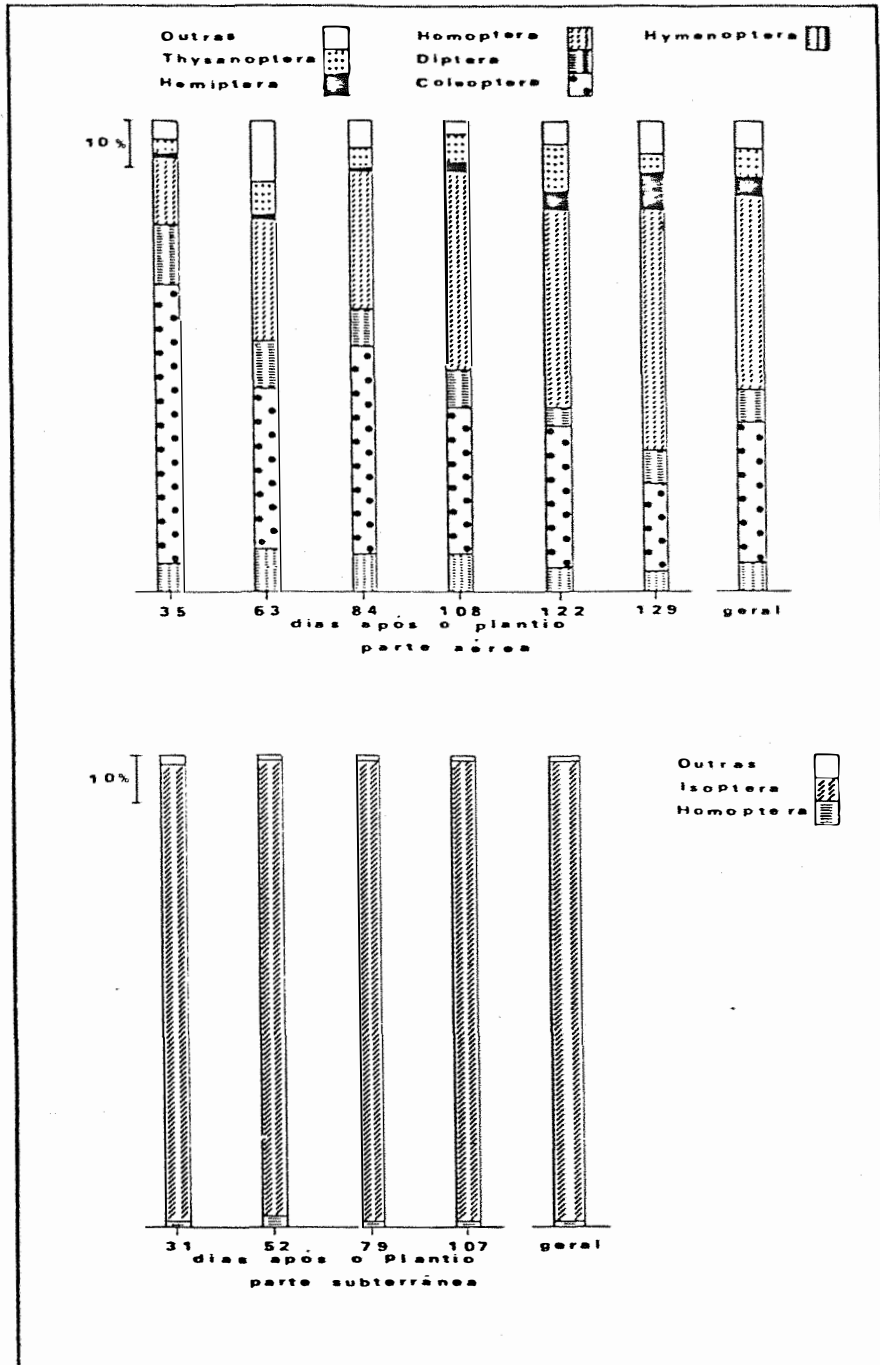 Outras Homoptera Hymenoptera
Thysanoptera Diptera
Hemiptera Coleoptera
10%
35 63 84 108 122 129 geral
dias após o plantio
parte aérea
10%
Outras
Isoptera
Homoptera
31 52 79 107 geral
dias após o Plantio
parte subterránea